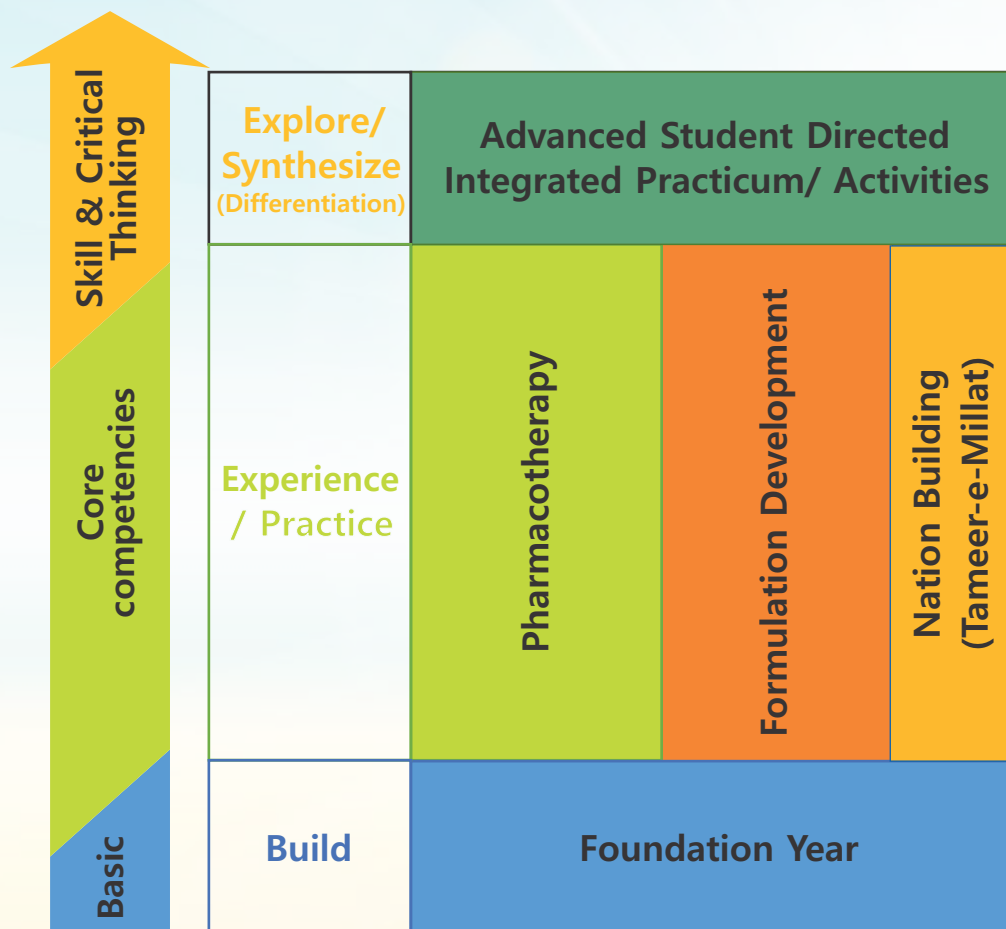 Skill & Critical
Thinking
Explore/
Synthesize
(Differentiation)
Advanced Student Directed
Integrated Practicum/ Activities
Core
competencies
Experience
/ Practice
Pharmacotherapy
Formulation Development
Nation Building
(Tameer-e-Millat)
Basic
Build
Foundation Year